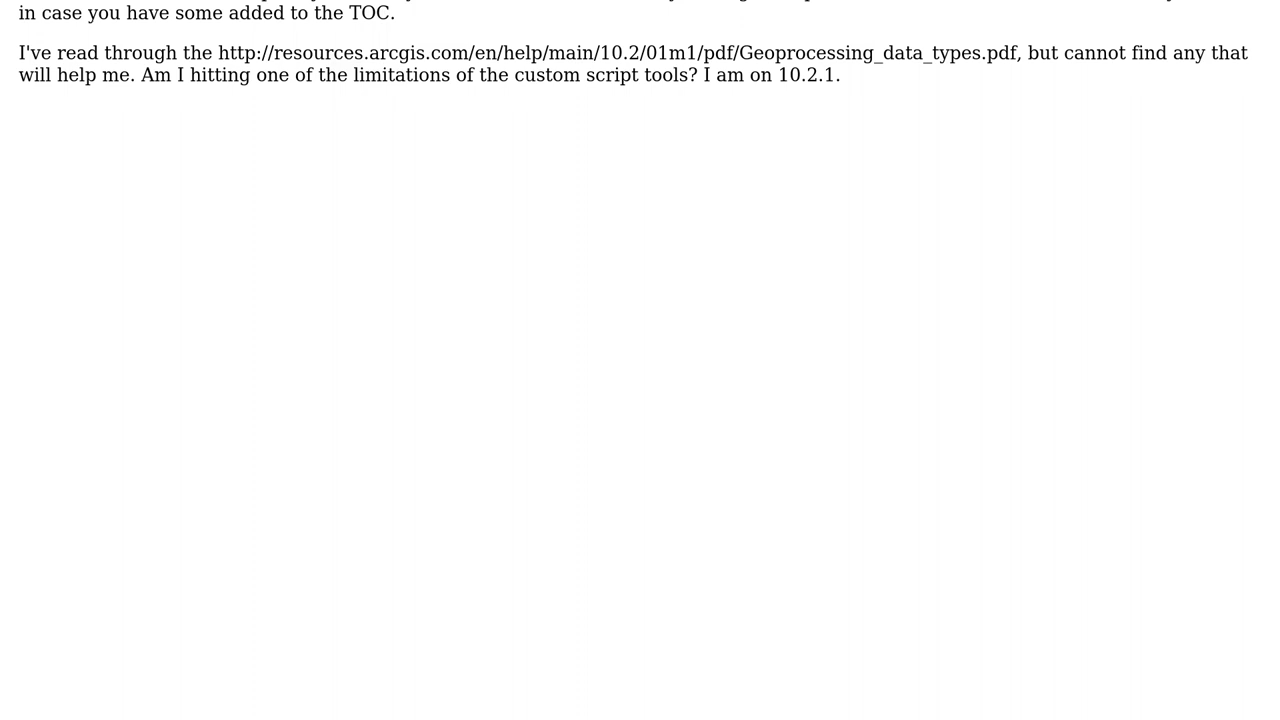 in case you have some added to the TOC.
I've read through the http://resources.arcgis.com/en/help/main/10.2/01m1/pdf/Geoprocessing_data_types.pdf, but cannot find any that
will help me. Am I hitting one of the limitations of the custom script tools? I am on 10.2.1.